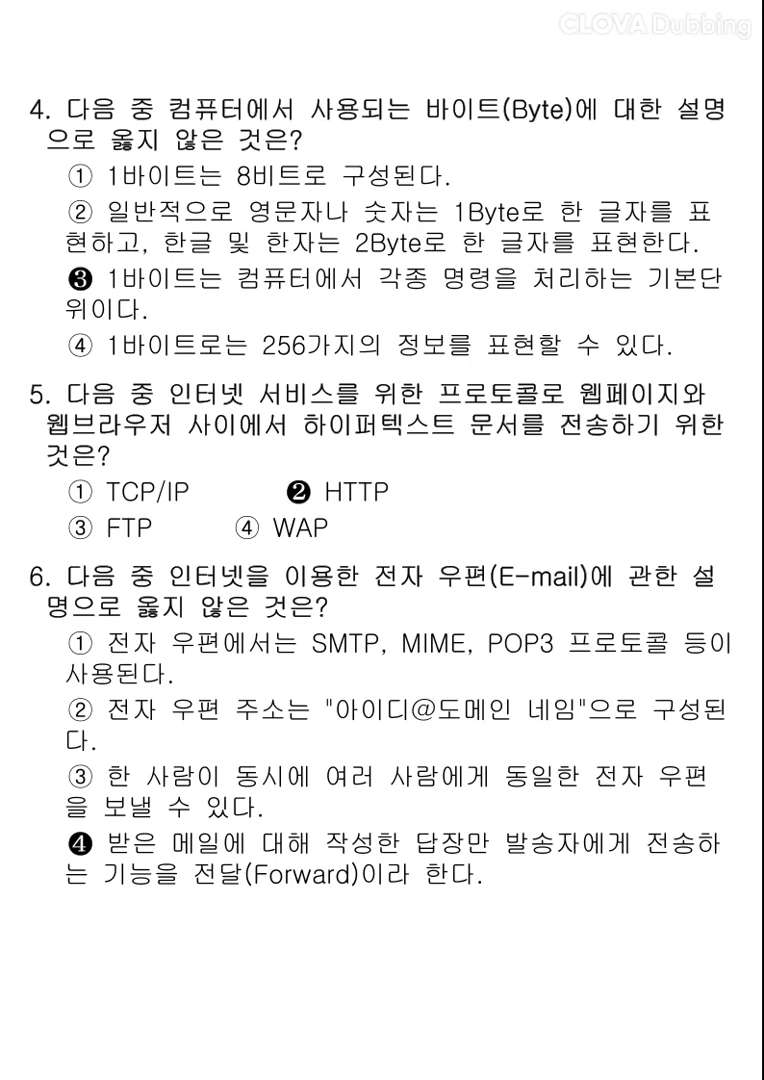 CLOVA Dubbing
4. 다음 중 컴퓨터에서 사용되는 바이트(Byte)에 대한 설명
으로 옳지 않은 것은?
① 1바이트는 8비트로 구성된다.
② 일반적으로 영문자나 숫자는 1Byte로 한 글자를 표
현하고, 한글 및 한자는 2Byte로 한 글자를 표현한다.
❸ 1바이트는 컴퓨터에서 각종 명령을 처리하는 기본단
위이다.
④ 1바이트로는 256가지의 정보를 표현할 수 있다.
5. 다음 중 인터넷 서비스를 위한 프로토콜로 웹페이지와
웹브라우저 사이에서 하이퍼텍스트 문서를 전송하기 위한
것은?
① TCP/IP ❷ HTTP
③ FTP ④ WAP
6. 다음 중 인터넷을 이용한 전자 우편(E-mail)에 관한 설
명으로 옳지 않은 것은?
① 전자 우편에서는 SMTP, MIME, POP3 프로토콜 등이
사용된다.
② 전자 우편 주소는 "아이디@도메인 네임"으로 구성된
다.
③ 한 사람이 동시에 여러 사람에게 동일한 전자 우편
을 보낼 수 있다.
❹ 받은 메일에 대해 작성한 답장만 발송자에게 전송하
는 기능을 전달(Forward)이라 한다.